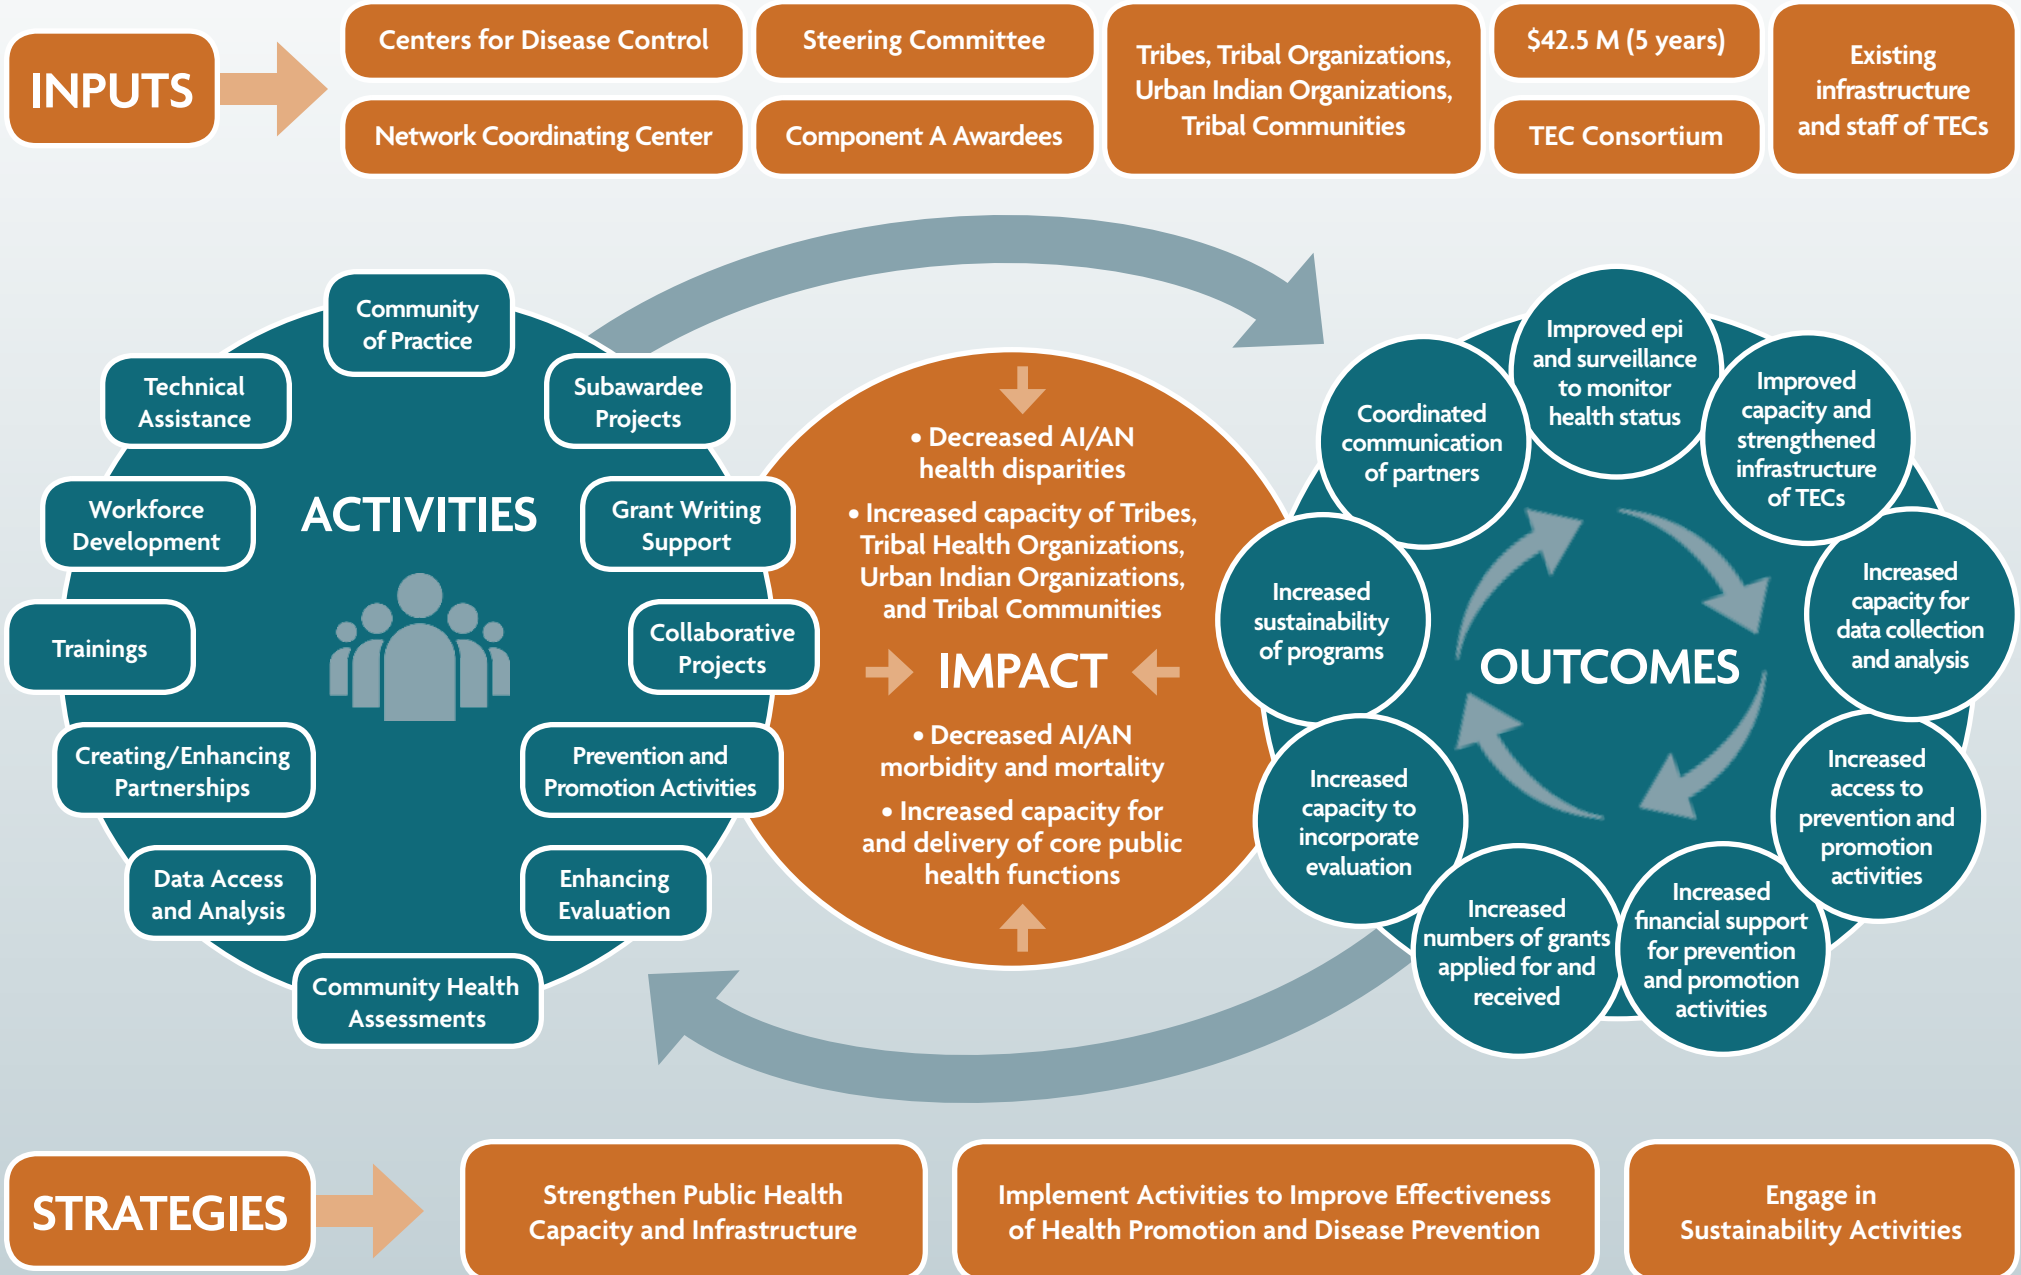 INPUTS
Centers for Disease Control
Steering Committee
Tribes, Tribal Organizations,
Urban Indian Organizations,
Tribal Communities
$42.5 M (5 years)
Existing
infrastructure
and staff of TECs
Network Coordinating Center
Component A Awardees
TEC Consortium
ACTIVITIES
Community
of Practice
Subawardee
Projects
Grant Writing
Support
Collaborative
Projects
Prevention and
Promotion Activities
Enhancing
Evaluation
Community Health
Assessments
Data Access
and Analysis
Creating/Enhancing
Partnerships
Trainings
Workforce
Development
Technical
Assistance
• Decreased AI/AN
health disparities
• Increased capacity of Tribes,
Tribal Health Organizations,
Urban Indian Organizations,
and Tribal Communities
IMPACT
• Decreased AI/AN
morbidity and mortality
• Increased capacity for
and delivery of core public
health functions
OUTCOMES
Improved epi
and surveillance
to monitor
health status
Improved
capacity and
strengthened
infrastructure
of TECs
Increased
capacity for
data collection
and analysis
Increased
access to
prevention and
promotion
activities
Increased
financial support
for prevention
and promotion
activities
Increased
numbers of grants
applied for and
received
Increased
capacity to
incorporate
evaluation
Increased
sustainability
of programs
Coordinated
communication
of partners
STRATEGIES
Strengthen Public Health
Capacity and Infrastructure
Implement Activities to Improve Effectiveness
of Health Promotion and Disease Prevention
Engage in
Sustainability Activities